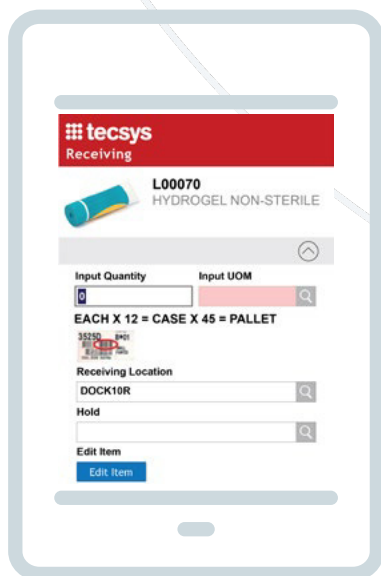 tecsys
Receiving
L00070
HYDROGEL NON-STERILE
Input Quantity Input UOM
0
EACH X 12 = CASE X 45 = PALLET
3525D
Receiving Location
DOCK10R
Hold
Edit Item
Edit Item